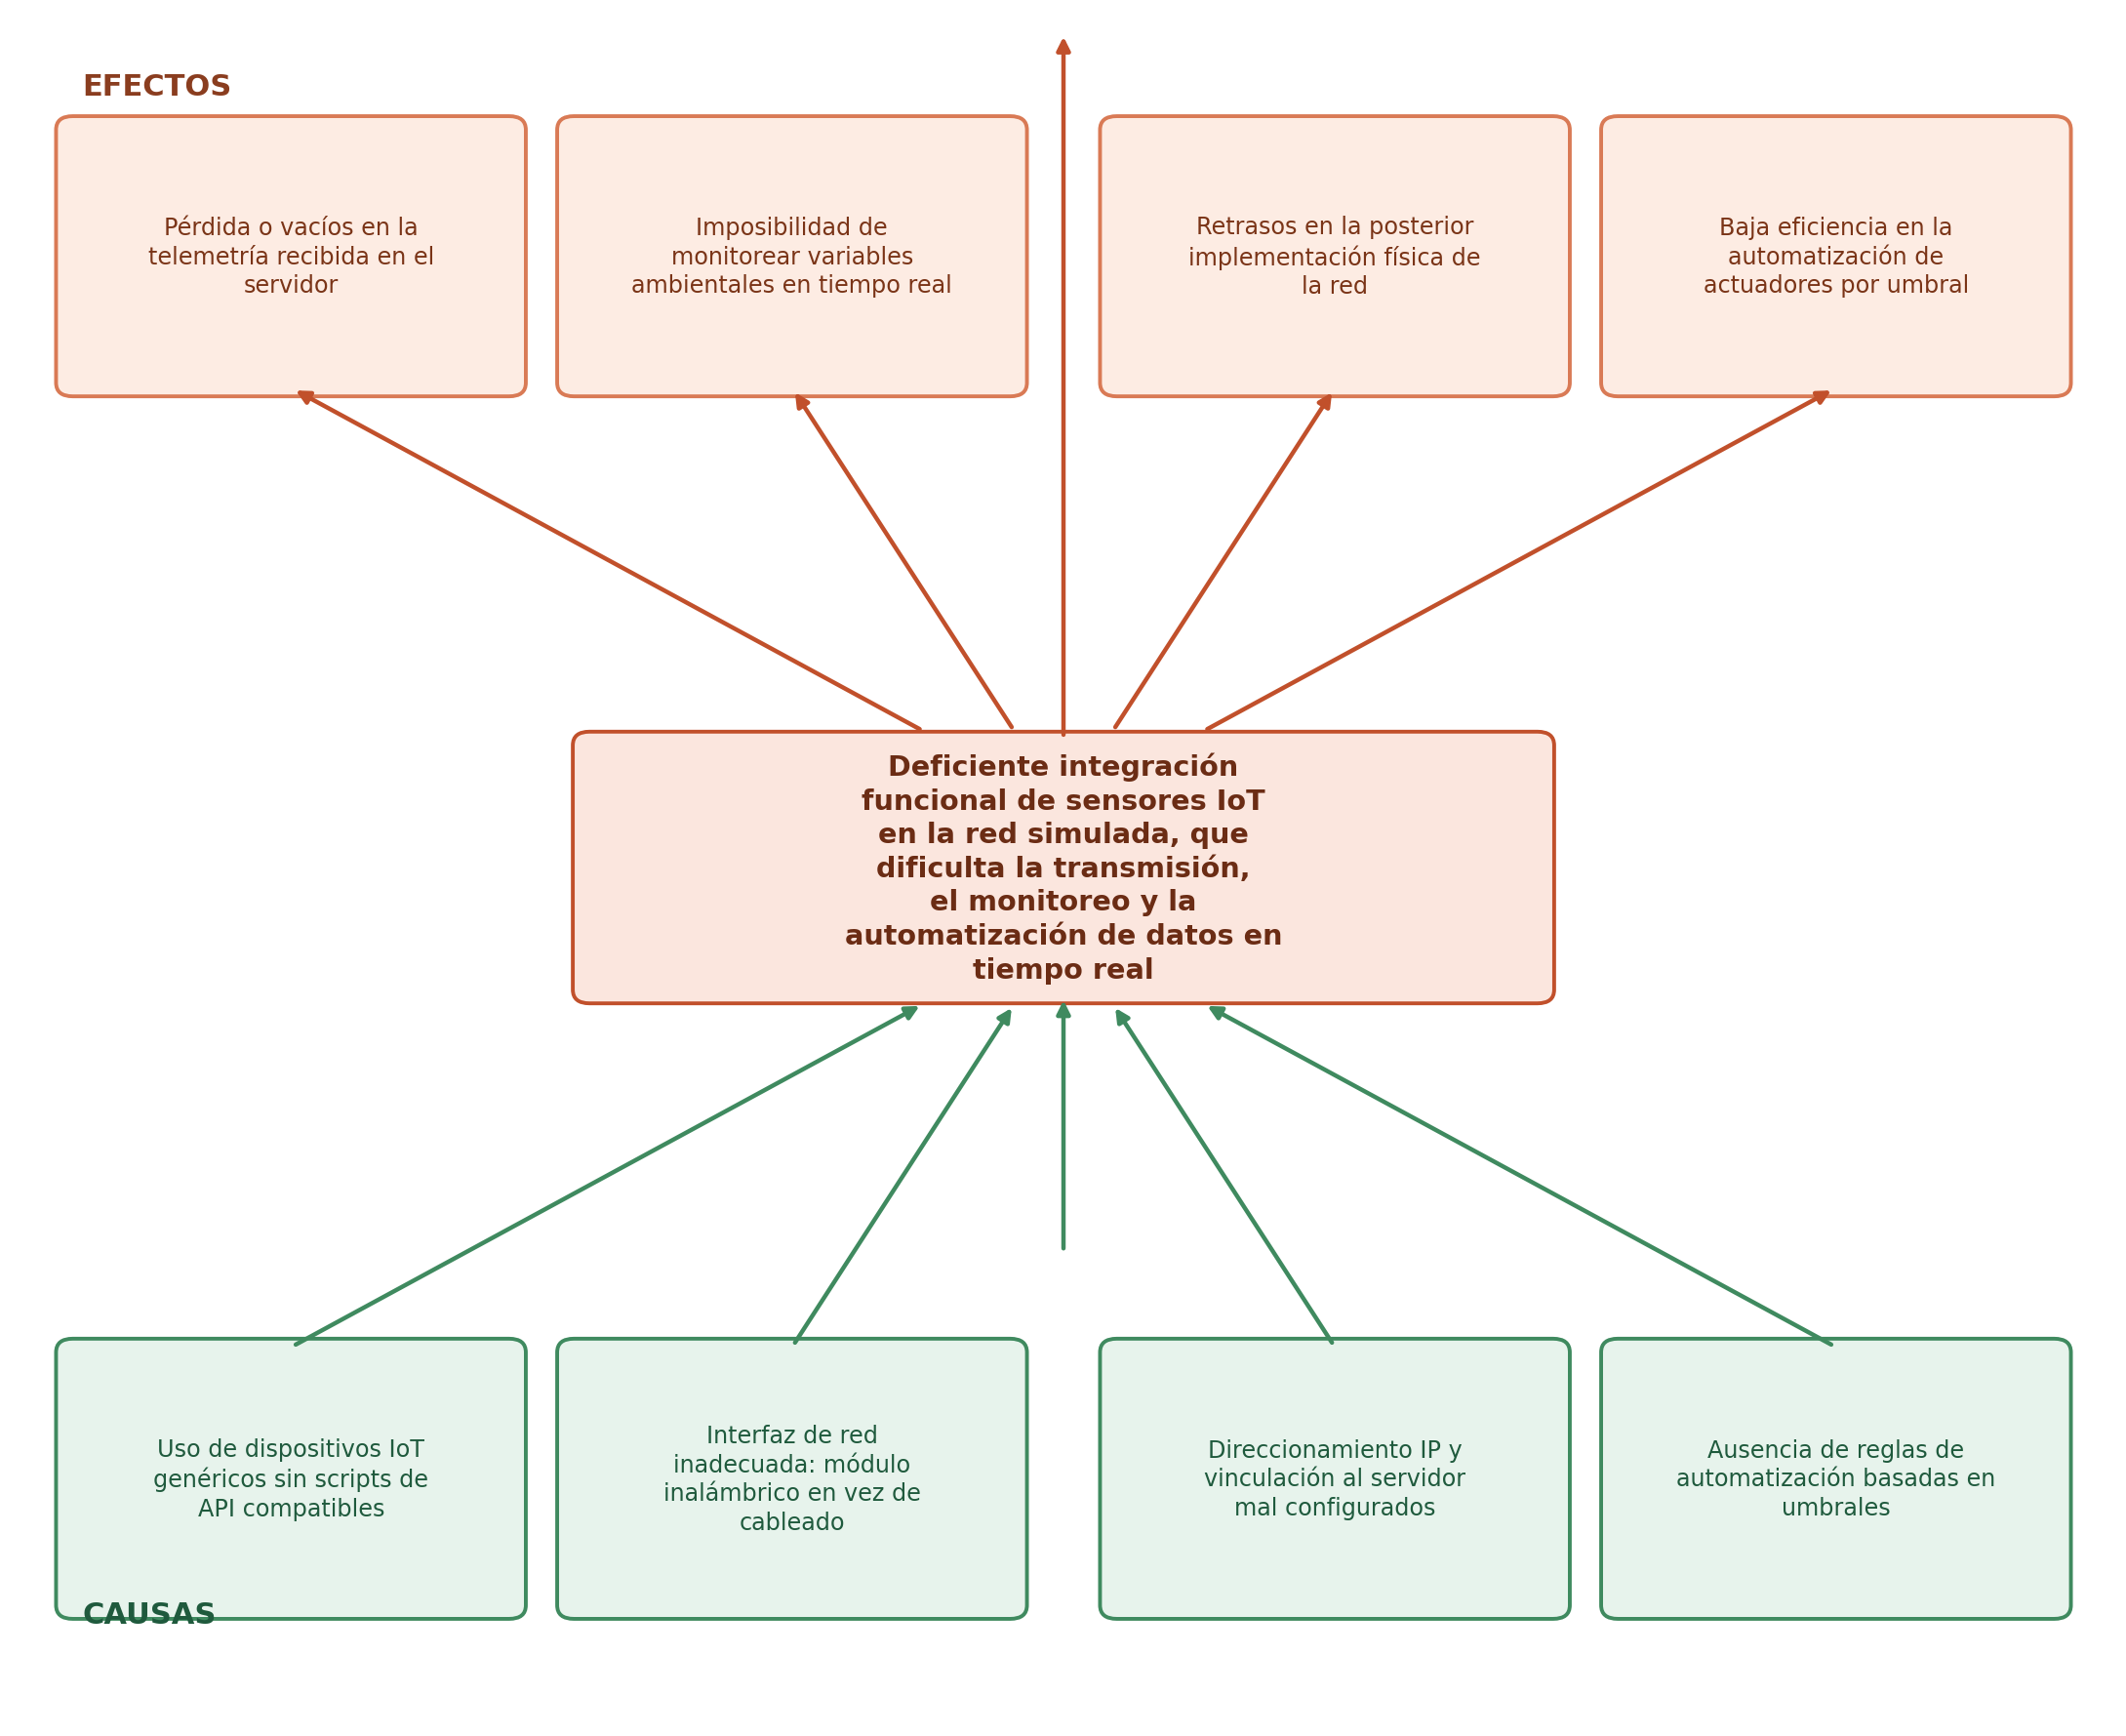 EFECTOS
Pérdida o vacíos en la
telemetría recibida en el
servidor
Imposibilidad de
monitorear variables
ambientales en tiempo real
Retrasos en la posterior
implementación física de
la red
Baja eficiencia en la
automatización de
actuadores por umbral
Deficiente integración
funcional de sensores IoT
en la red simulada, que
dificulta la transmisión,
el monitoreo y la
automatización de datos en
tiempo real
Uso de dispositivos IoT
genéricos sin scripts de
API compatibles
Interfaz de red
inadecuada: módulo
inalámbrico en vez de
cableado
Direccionamiento IP y
vinculación al servidor
mal configurados
Ausencia de reglas de
automatización basadas en
umbrales
CAUSAS